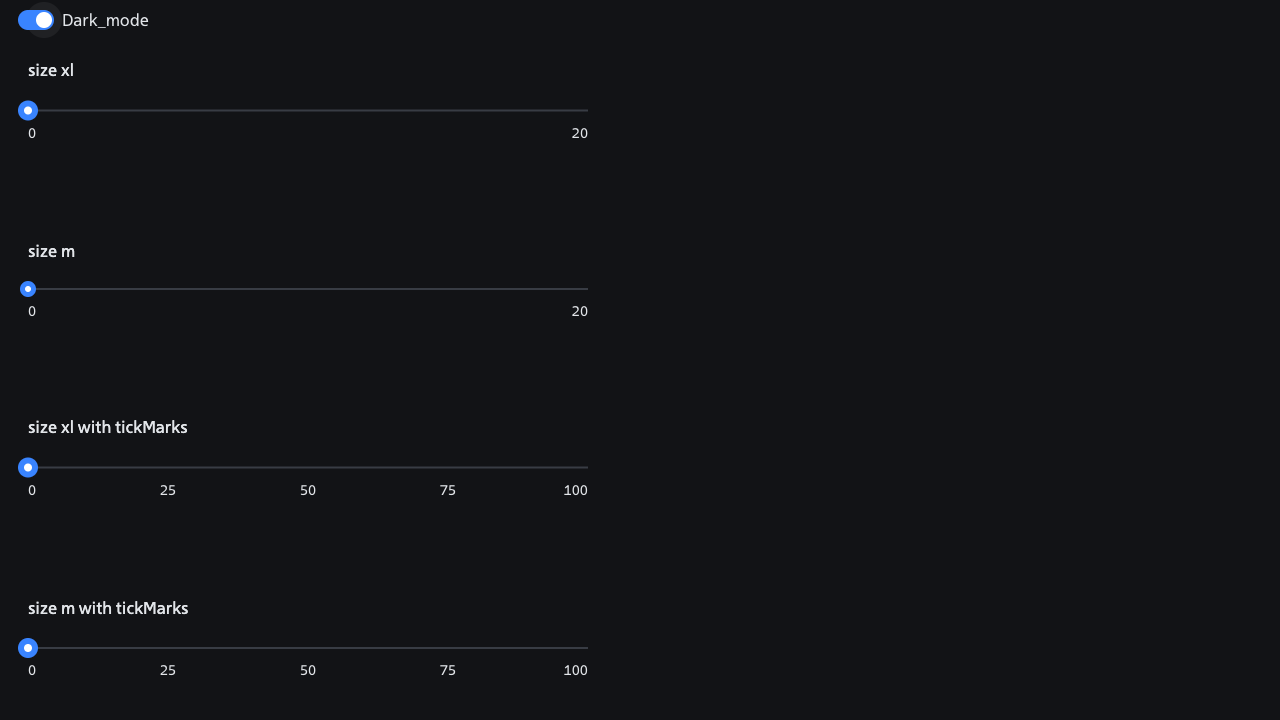 Dark_mode
size xl
0 20
size m
0 20
size xl with tickMarks
0 25 50 75 100
size m with tickMarks
0 25 50 75 100